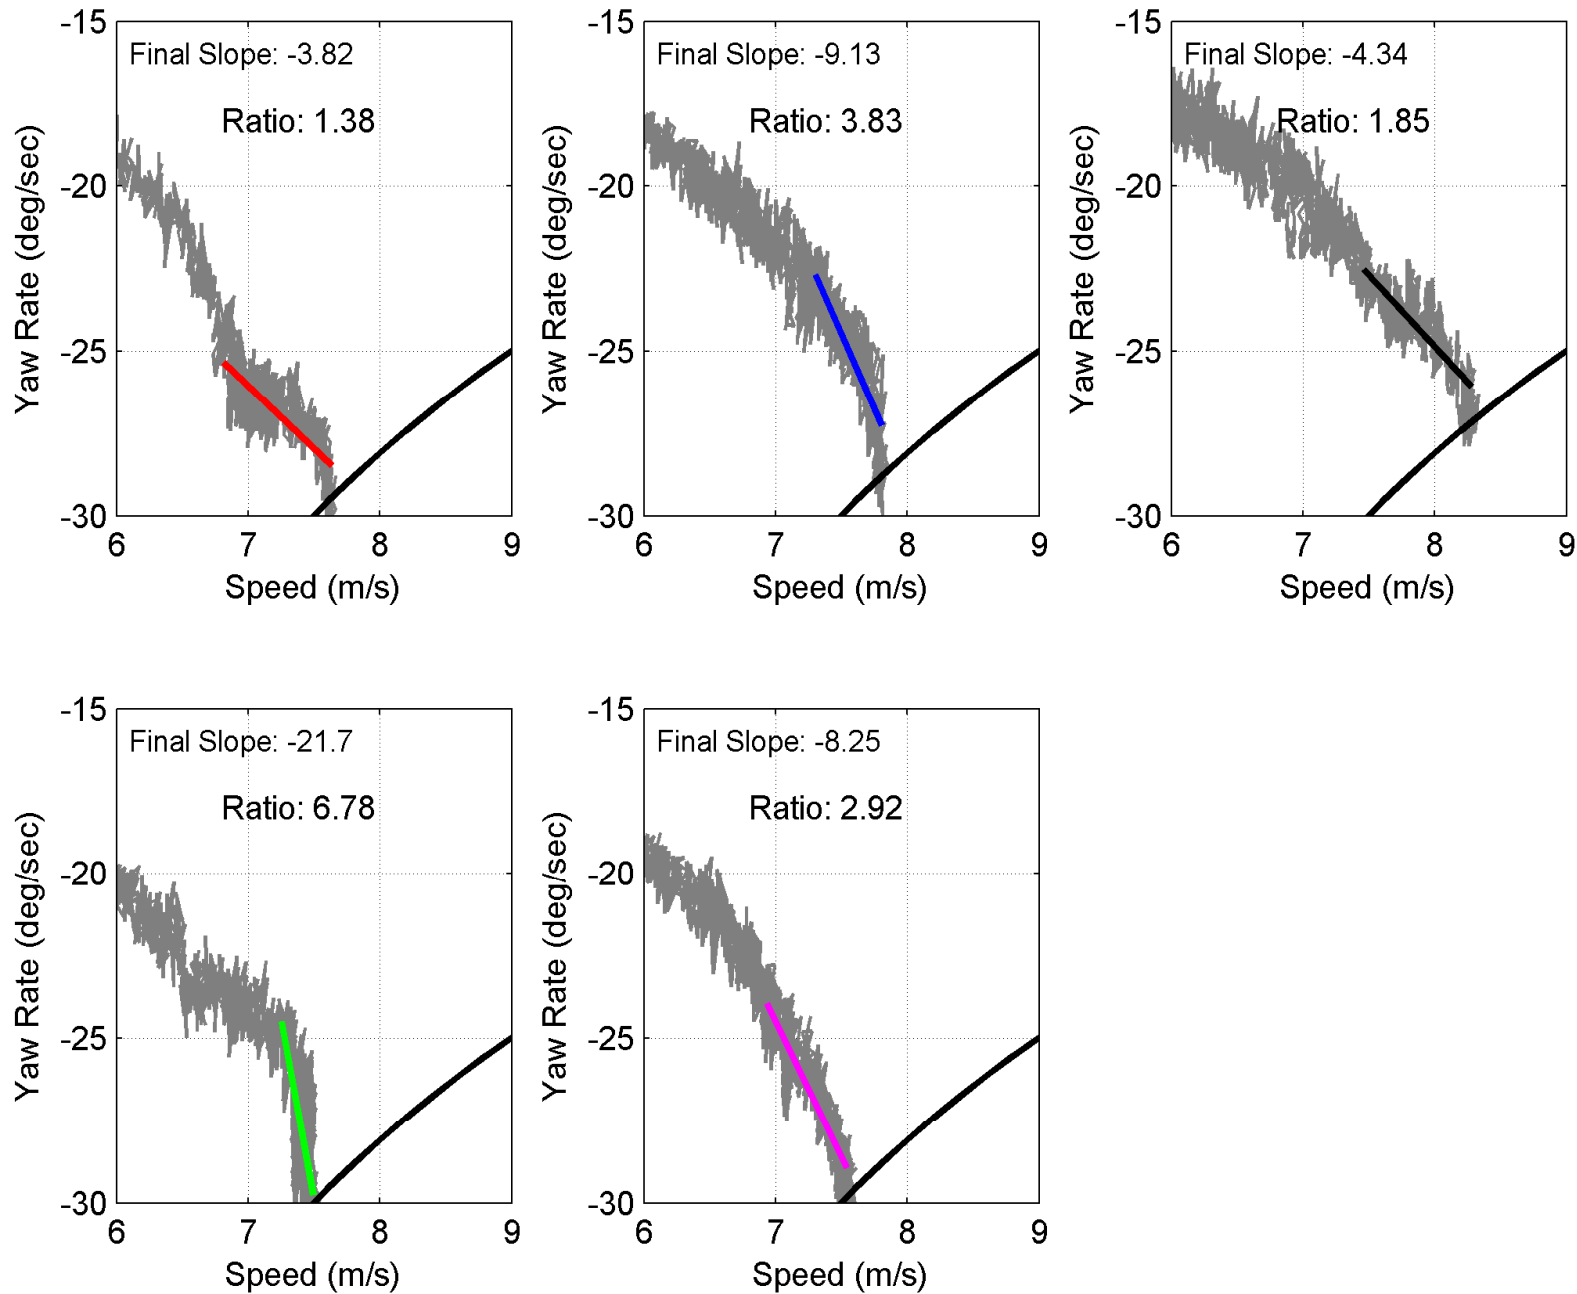 -15
Final Slope: -3.82
Ratio: 1.38
-20
-25
-30
6
7
8
9
Yaw Rate (deg/sec)
Speed (m/s)
-15
Final Slope: -9.13
Ratio: 3.83
-20
-25
-30
6
7
8
9
Yaw Rate (deg/sec)
Speed (m/s)
-15
Final Slope: -4.34
Ratio: 1.85
-20
-25
-30
6
7
8
9
Yaw Rate (deg/sec)
Speed (m/s)
-15
Final Slope: -21.7
Ratio: 6.78
-20
-25
-30
6
7
8
9
Yaw Rate (deg/sec)
Speed (m/s)
-15
Final Slope: -8.25
Ratio: 2.92
-20
-25
-30
6
7
8
9
Yaw Rate (deg/sec)
Speed (m/s)